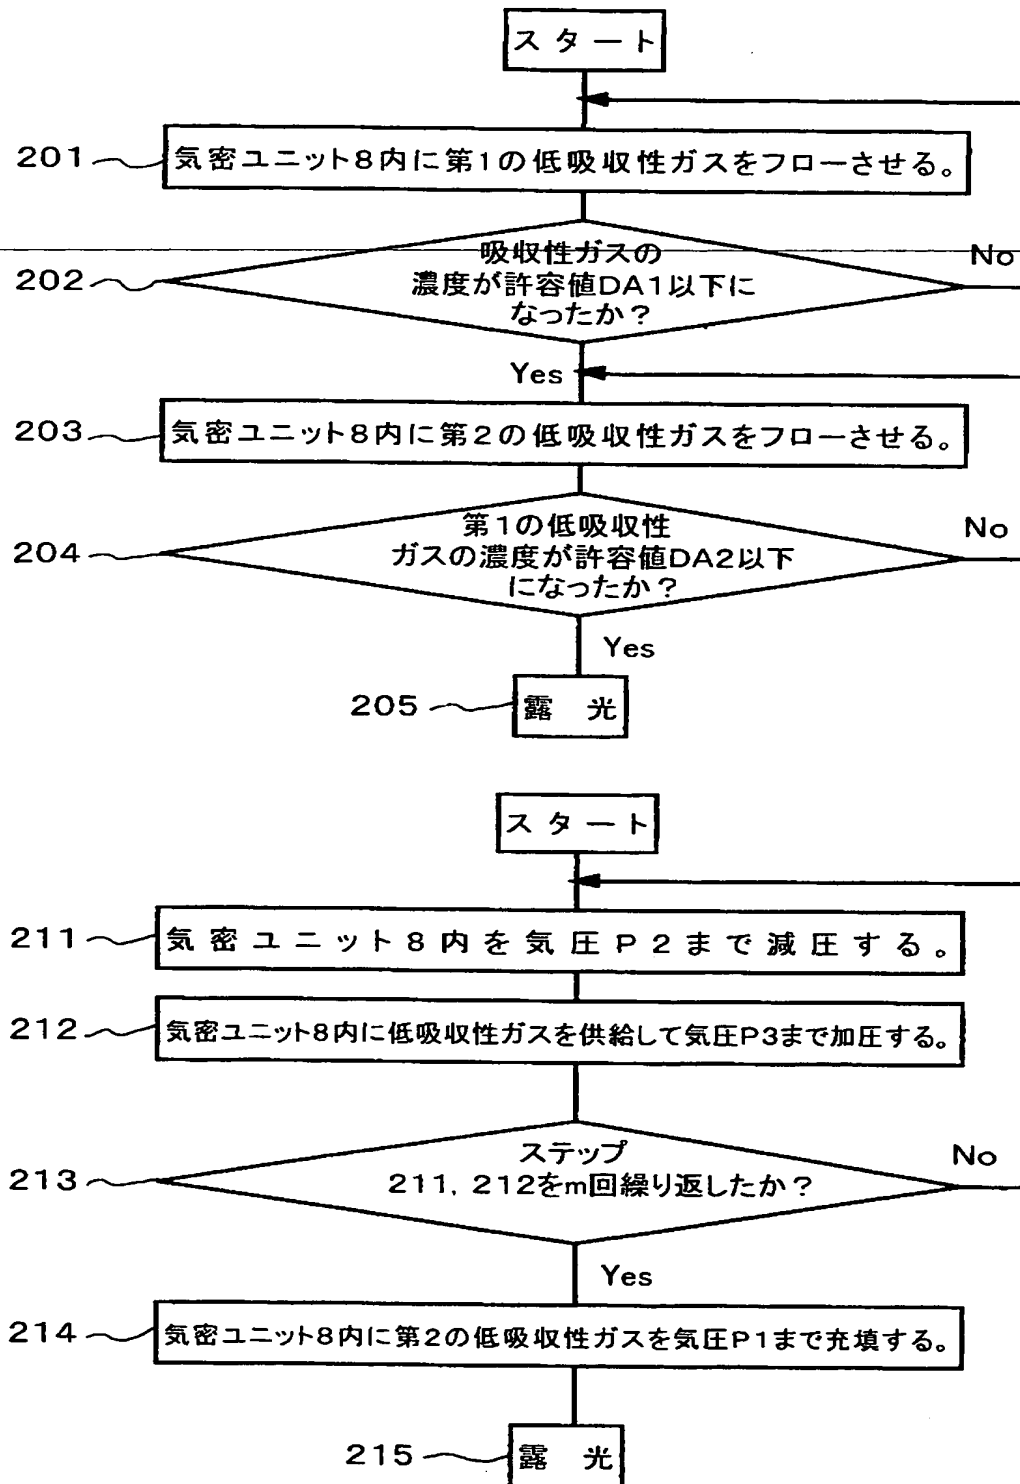 スタート
201
気密ユニット8内に第1の低吸収性ガスをフローさせる。
202
吸収性ガスの
濃度が許容値DA1以下に
なったか？
No
Yes
203
気密ユニット8内に第2の低吸収性ガスをフローさせる。
204
第1の低吸収性
ガスの濃度が許容値DA2以下
になったか？
No
Yes
205
露 光
スタート
211
気密ユニット8内を気圧P2まで減圧する。
212
気密ユニット8内に低吸収性ガスを供給して気圧P3まで加圧する。
213
ステップ
211, 212をm回繰り返したか？
No
Yes
214
気密ユニット8内に第2の低吸収性ガスを気圧P1まで充填する。
215
露 光